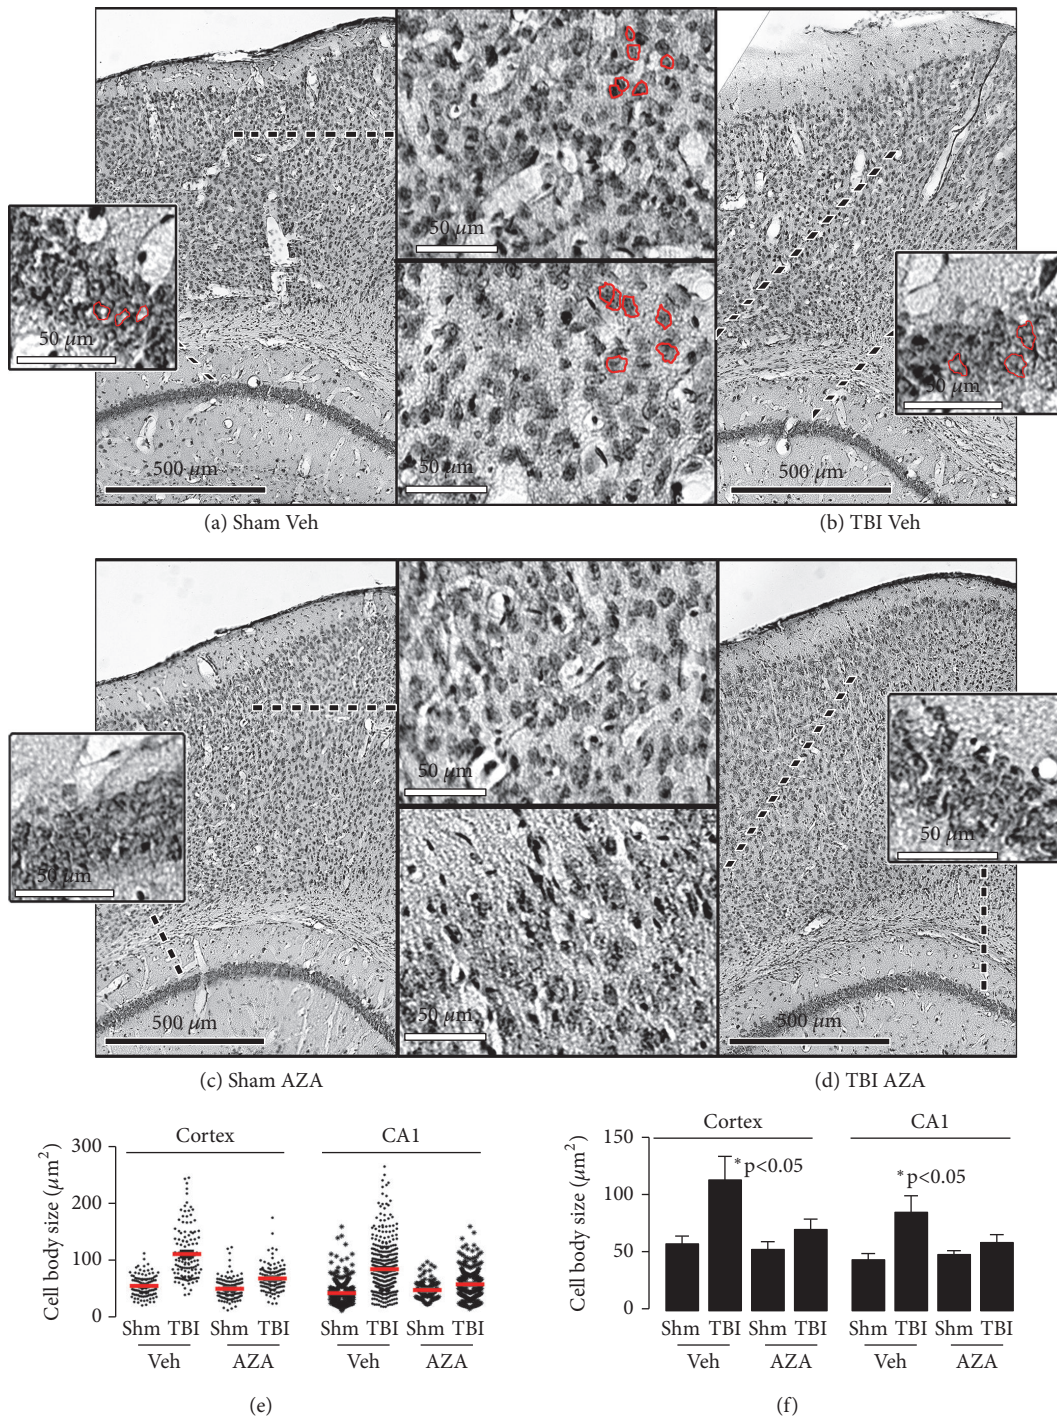 50 μm
50 μm
50 μm
50 μm
500 μm
500 μm
50 μm
(a) Sham Veh
(b) TBI Veh
50 μm
50 μm
50 μm
50 μm
500 μm
500 μm
(c) Sham AZA
(d) TBI AZA
Cortex
CA1
300
200
100
0
Cell body size (μm²)
Shm TBI Shm TBI Shm TBI Shm TBI
Veh AZA Veh AZA
(e)
Cortex
CA1
150
100
50
0
Cell body size (μm²)
*p<0.05
*p<0.05
Shm TBI Shm TBI Shm TBI Shm TBI
Veh AZA Veh AZA
(f)